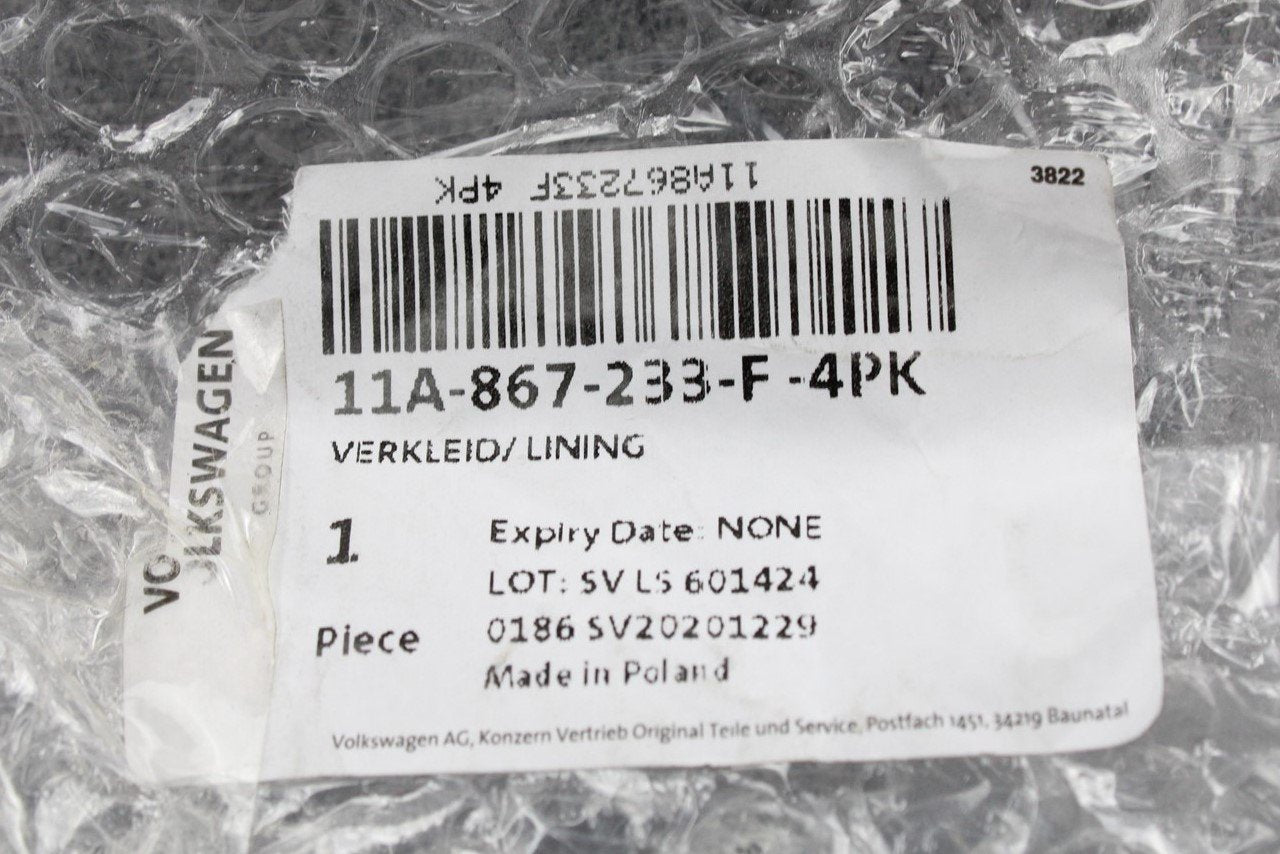 11A867233F 4PK
3822
11A-867-233-F -4PK
VERKLEID/ LINING
1
Piece
Expiry Date: NONE
LOT: SV LS 601424
0186 SV20201229
Made in Poland
Volkswagen AG, Konzern Vertrieb Original Teile und Service, Postfach 1451, 34219 Baunatal
VOLKSWAGEN
GROUP